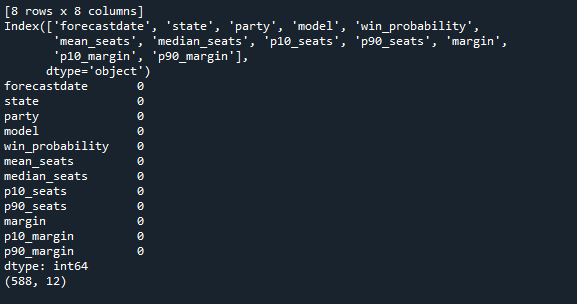 [8 rows x 8 columns]
Index(['forecastdate', 'state', 'party', 'model', 'win_probability',
'mean_seats', 'median_seats', 'p10_seats', 'p90_seats', 'margin',
'p10_margin', 'p90_margin'],
dtype='object')
forecastdate 0
state 0
party 0
model 0
win_probability 0
mean_seats 0
median_seats 0
p10_seats 0
p90_seats 0
margin 0
p10_margin 0
p90_margin 0
dtype: int64
(588, 12)